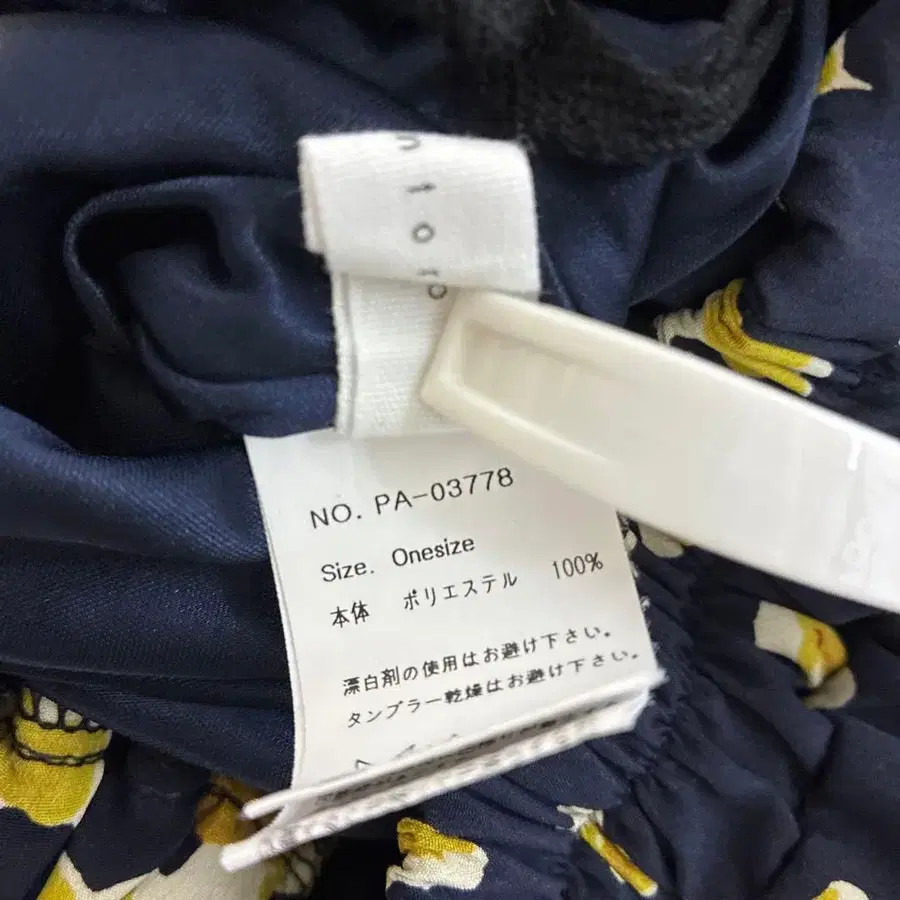 n t o r
NO. PA-03778
Size. Onesize
本体 ポリエステル 100%
漂白剤の使用はお避け下さい。
タンブラー乾燥はお避け下さい。